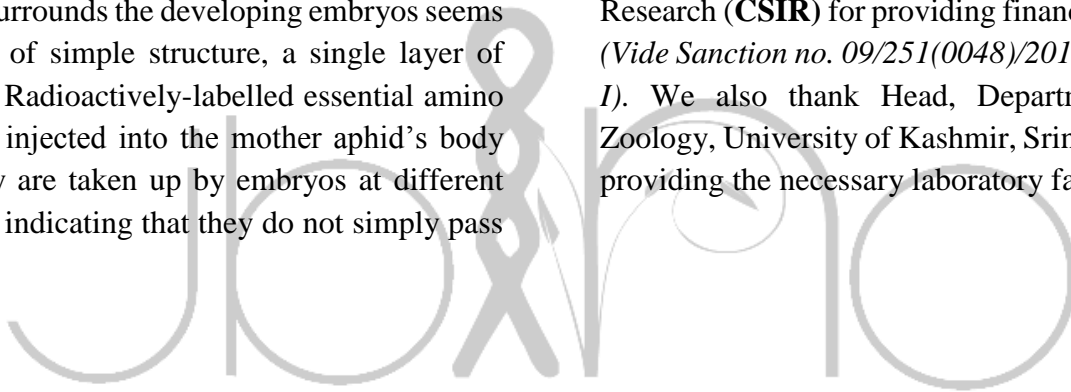 urrounds the developing embryos seems
of simple structure, a single layer of
Radioactively-labelled essential amino
injected into the mother aphid's body
are taken up by embryos at different
indicating that they do not simply pass
Research (CSIR) for providing financ
(Vide Sanction no. 09/251(0048)/201
I). We also thank Head, Departm
Zoology, University of Kashmir, Srin
providing the necessary laboratory fa